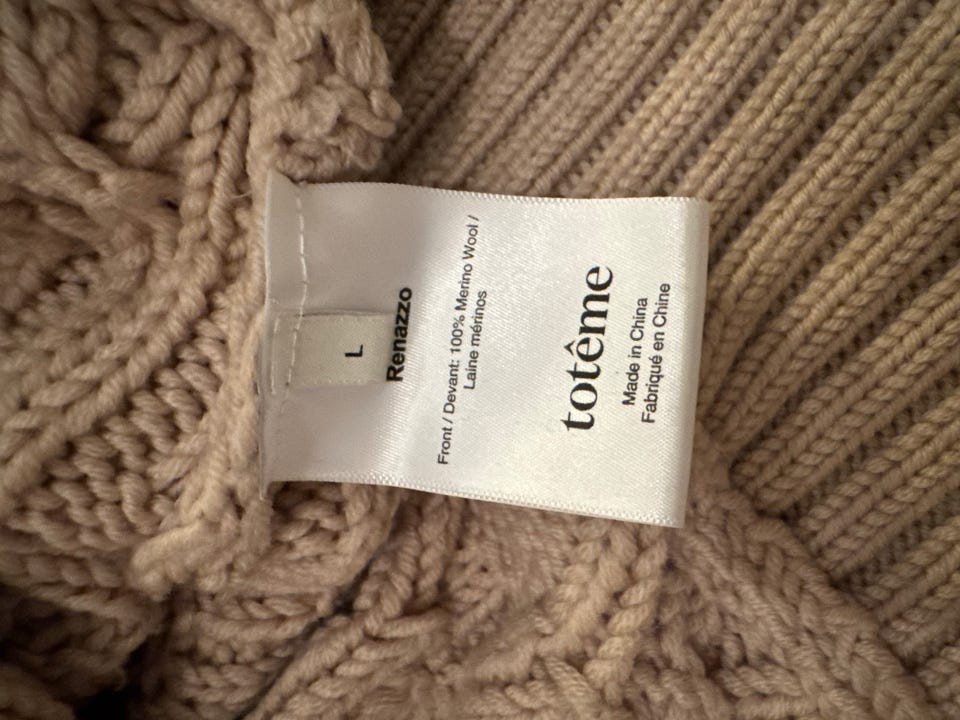 L
Renazzo
Front / Devant: 100% Merino Wool /
Laine mérinos
totême
Made in China
Fabriqué en Chine